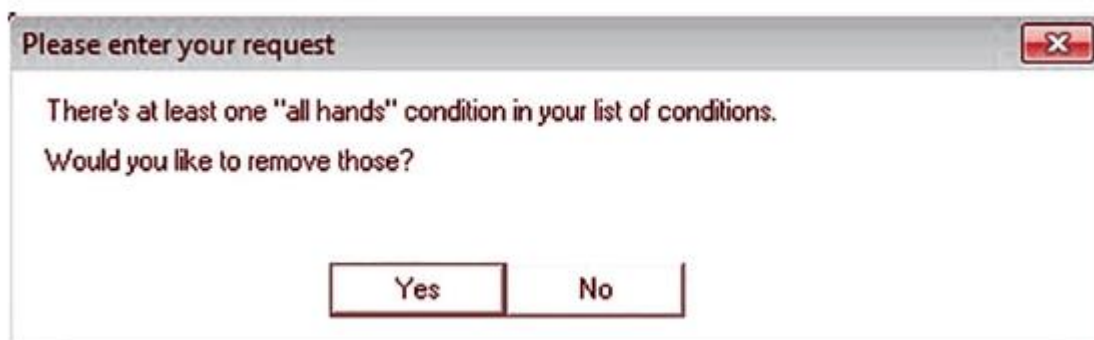 Please enter your request
There's at least one "all hands" condition in your list of conditions.
Would you like to remove those?
Yes No